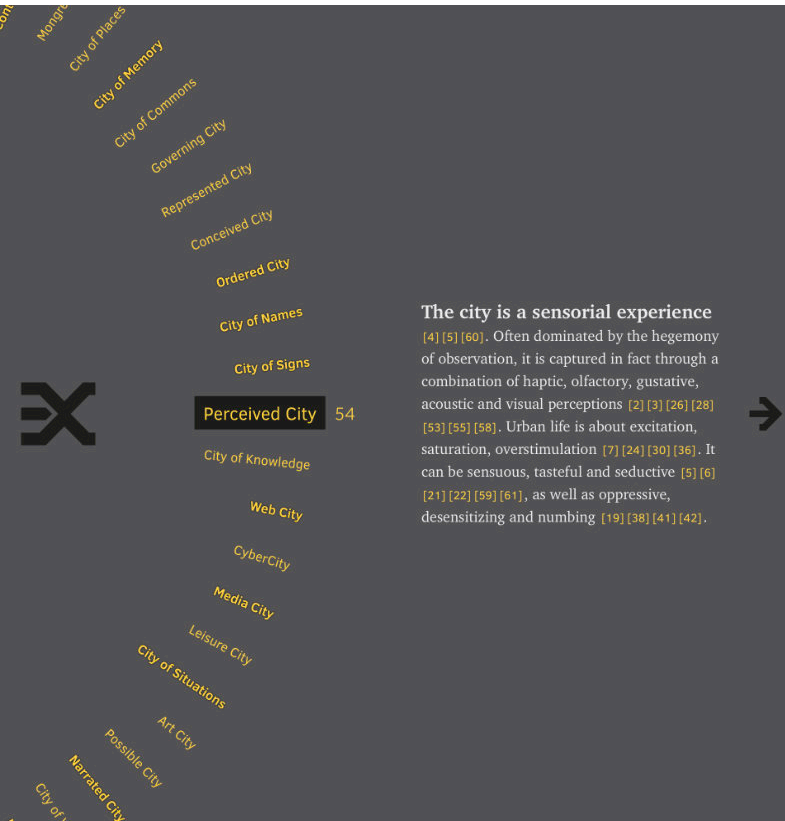 City of Places
City of Memory
City of Commons
Governing City
Represented City
Conceived City
Ordered City
City of Names
City of Signs
Perceived City 54
City of Knowledge
Web City
CyberCity
Media City
Leisure City
City of Situations
Art City
Possible City
Narrated City
City of
The city is a sensorial experience
[4] [5] [60]. Often dominated by the hegemony
of observation, it is captured in fact through a
combination of haptic, olfactory, gustative,
acoustic and visual perceptions [2] [3] [26] [28]
[53] [55] [58]. Urban life is about excitation,
saturation, overstimulation [7] [24] [30] [36]. It
can be sensuous, tasteful and seductive [5] [6]
[21] [22] [59] [61], as well as oppressive,
desensitizing and numbing [19] [38] [41] [42].